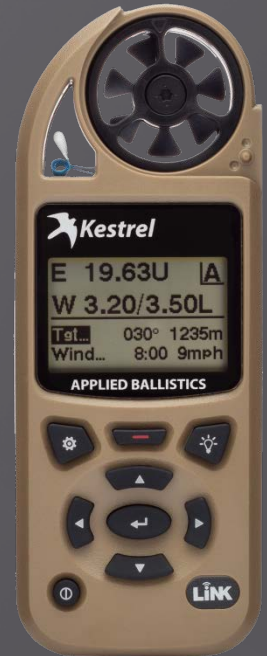 Kestrel
E 19.63U A
W 3.20/3.50L
Tgt... 030° 1235m
Wind... 8:00 9mph
APPLIED BALLISTICS
LiNK